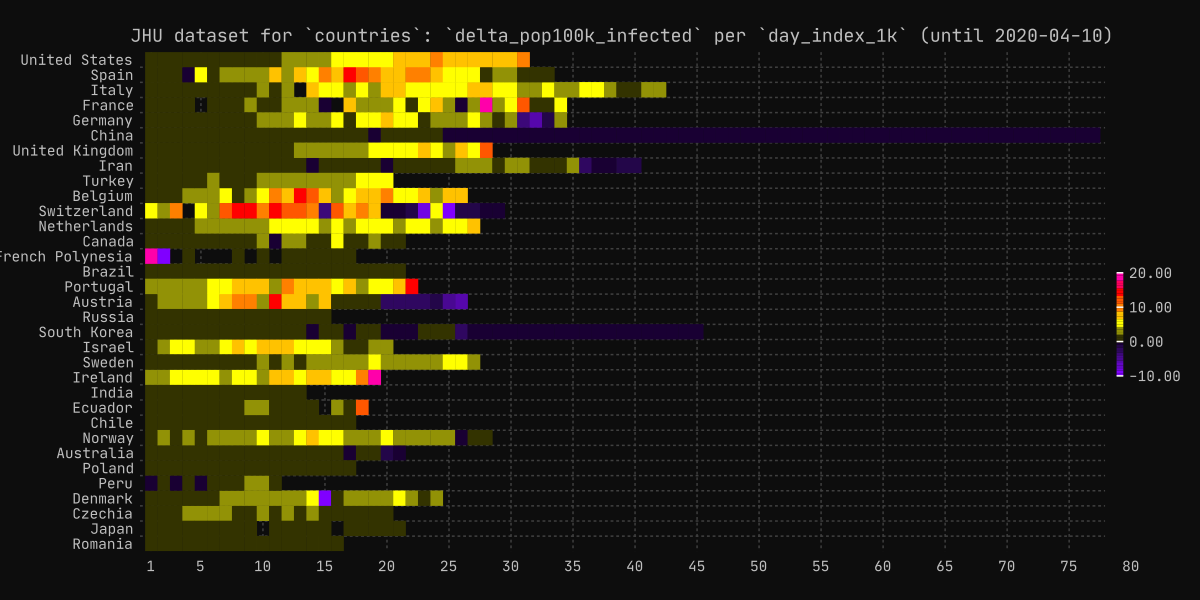 JHU dataset for `countries`: `delta_pop100k_infected` per `day_index_1k` (until 2020-04-10)
United States
Spain
Italy
France
Germany
China
United Kingdom
Iran
Turkey
Belgium
Switzerland
Netherlands
Canada
French Polynesia
Brazil
Portugal
Austria
Russia
South Korea
Israel
Sweden
Ireland
India
Ecuador
Chile
Norway
Australia
Poland
Peru
Denmark
Czechia
Japan
Romania
20.00
10.00
0.00
-10.00
1 5 10 15 20 25 30 35 40 45 50 55 60 65 70 75 80